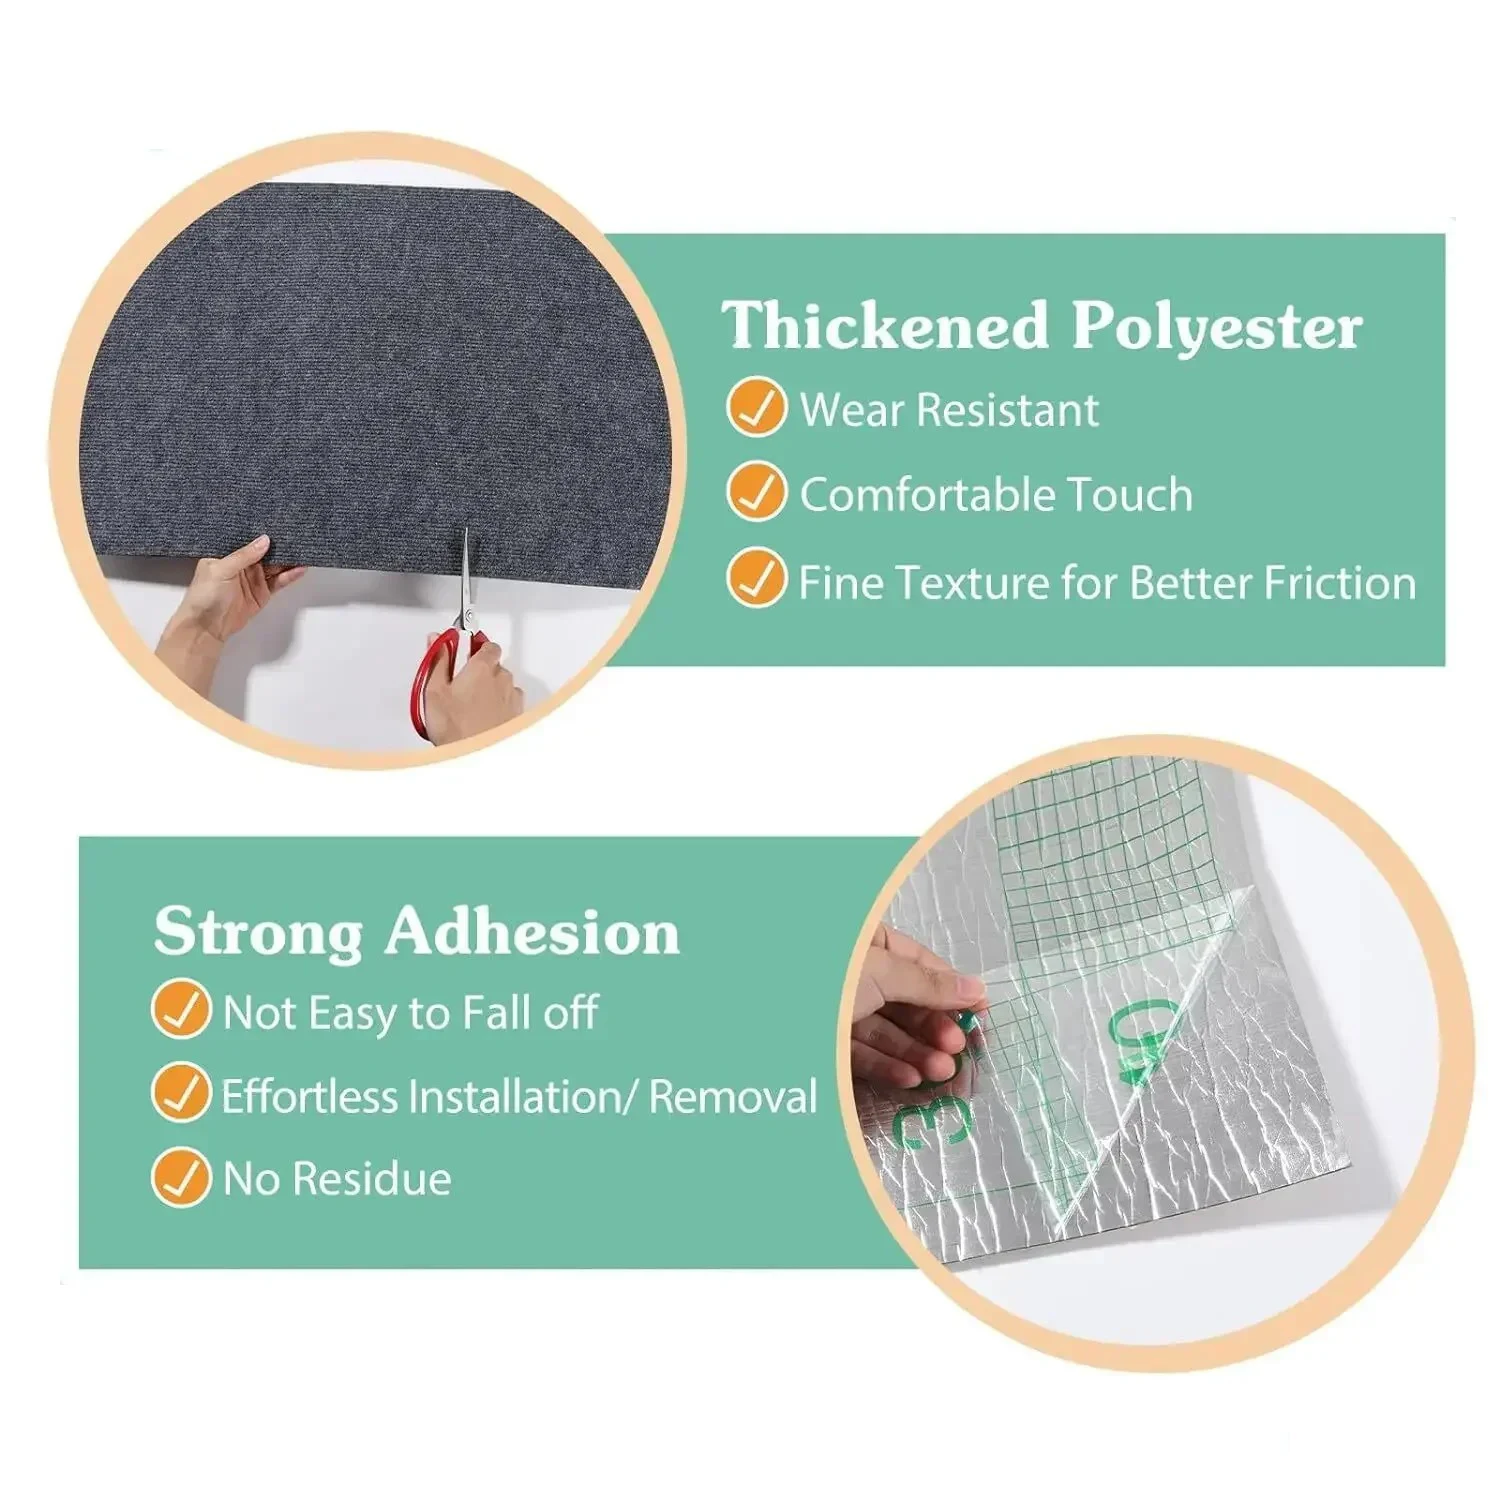 Thickened Polyester
Wear Resistant
Comfortable Touch
Fine Texture for Better Friction
Strong Adhesion
Not Easy to Fall off
Effortless Installation/ Removal
No Residue